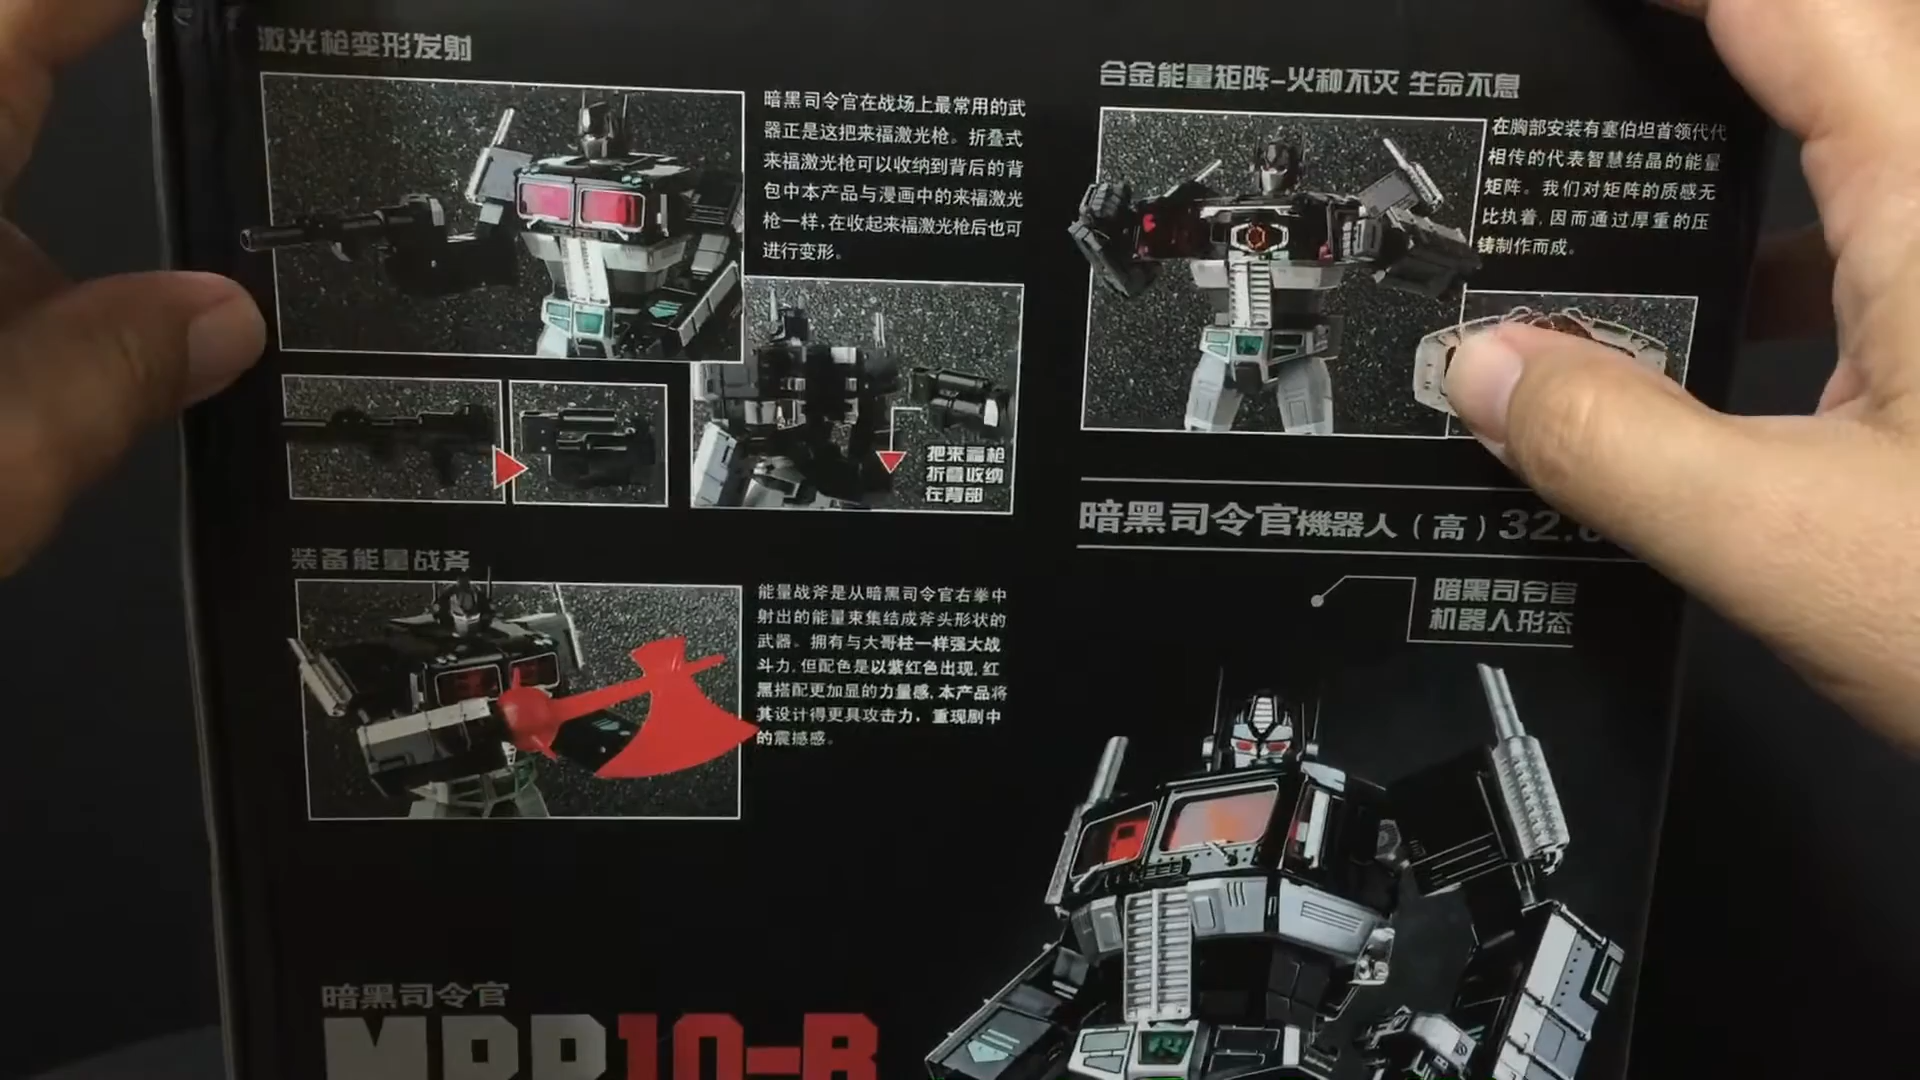 激光枪变形发射
暗黑司令官在战场上最常用的武
器正是这把来福激光枪。折叠式
来福激光枪可以收纳到背后的背
包中本产品与漫画中的来福激光
枪一样,在收起来福激光枪后也可
进行变形。
把来福枪
折叠收纳
在背部
装备能量战斧
能量战斧是从暗黑司令官右拳中
射出的能量束集结成斧头形状的
武器。拥有与大哥柱一样强大战
斗力,但配色是以紫红色出现,红
黑搭配更加显的力量感,本产品将
其设计得更具攻击力，重现剧中
的震撼感。
暗黑司令官
MPP10-B
合金能量矩阵-火种不灭 生命不息
在胸部安装有塞伯坦首领代代
相传的代表智慧结晶的能量
矩阵。我们对矩阵的质感无
比执着,因而通过厚重的压
铸制作而成。
暗黑司令官機器人（高）32.
暗黑司令官
机器人形态